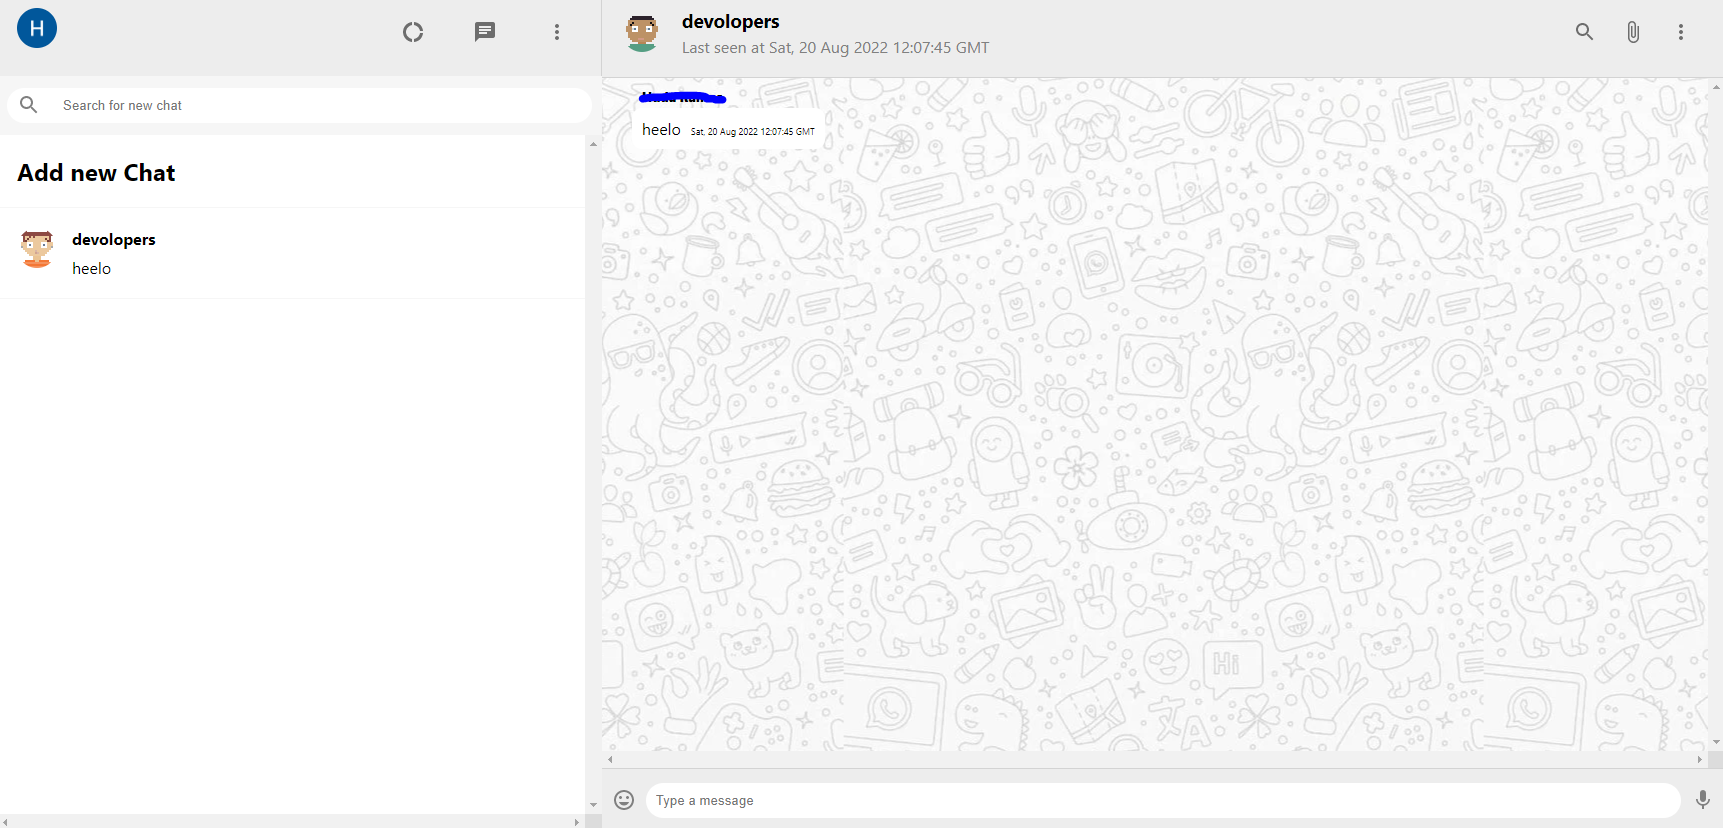 H
Search for new chat
Add new Chat
devolopers
heelo
devolopers
Last seen at Sat, 20 Aug 2022 12:07:45 GMT
heelo Sat, 20 Aug 2022 12:07:45 GMT
Hi
Type a message